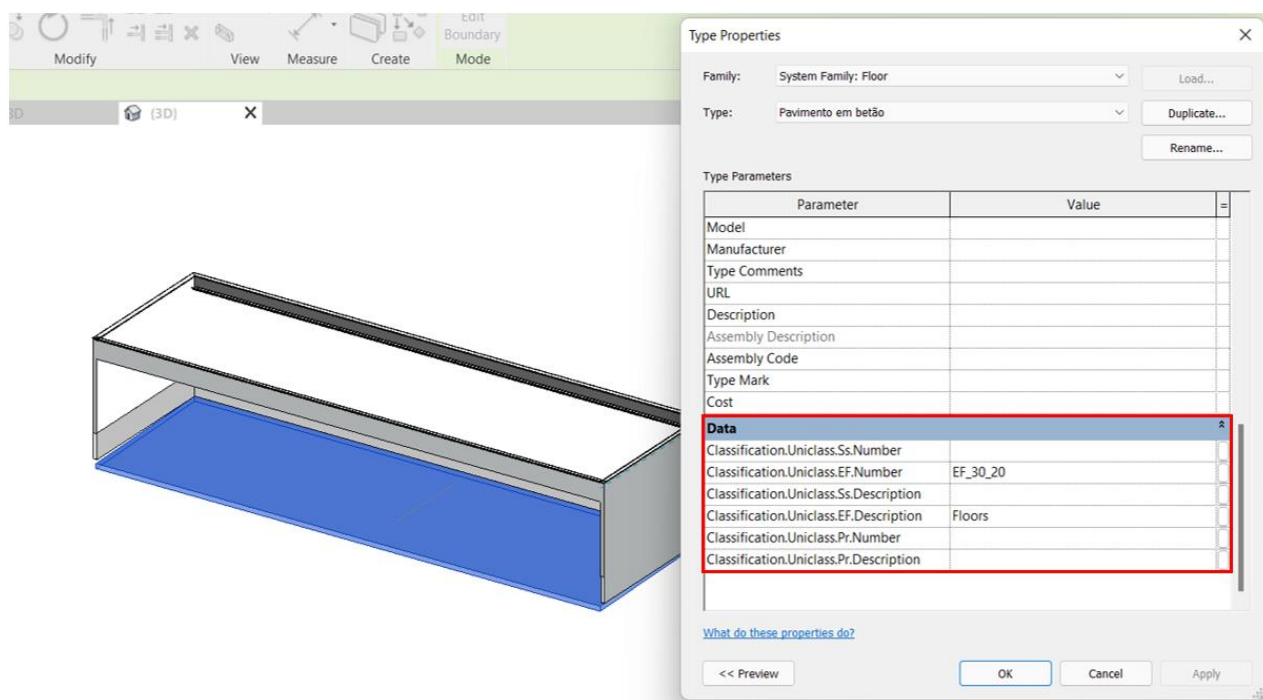 Edit
Boundary
Modify View Measure Create Mode
3D (3D)
Type Properties
Family: System Family: Floor Load...
Type: Pavimento em betão Duplicate...
Rename...
Type Parameters
Parameter Value =
Model
Manufacturer
Type Comments
URL
Description
Assembly Description
Assembly Code
Type Mark
Cost
Data
Classification.Uniclass.Ss.Number
Classification.Uniclass.EF.Number EF_30_20
Classification.Uniclass.Ss.Description
Classification.Uniclass.EF.Description Floors
Classification.Uniclass.Pr.Number
Classification.Uniclass.Pr.Description
What do these properties do?
<< Preview OK Cancel Apply